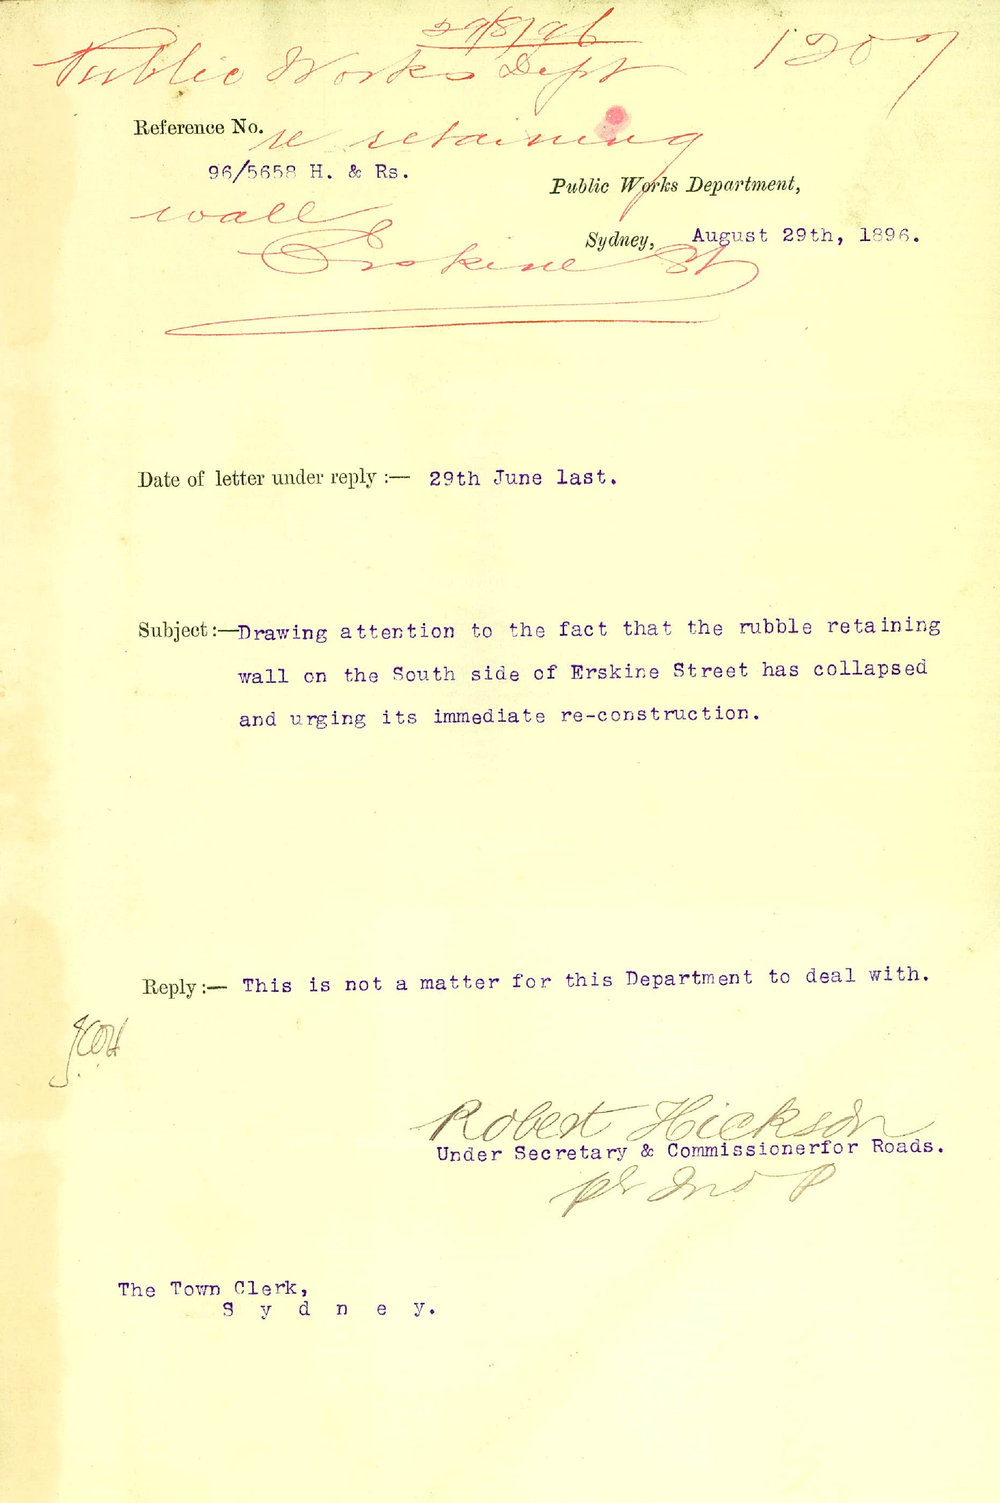 29/8/96
Public Works Dept 1207
Reference No.
re retaining
96/5658 H. & Rs.
Public Works Department,
wall
Sydney, August 29th, 1896.
Erskine St
Date of letter under reply :— 29th June last.
Subject :—Drawing attention to the fact that the rubble retaining
wall on the South side of Erskine Street has collapsed
and urging its immediate re-construction.
Reply :— This is not a matter for this Department to deal with.
Robert Hickson
Under Secretary & Commissionerfor Roads.
The Town Clerk,
S y d n e y.